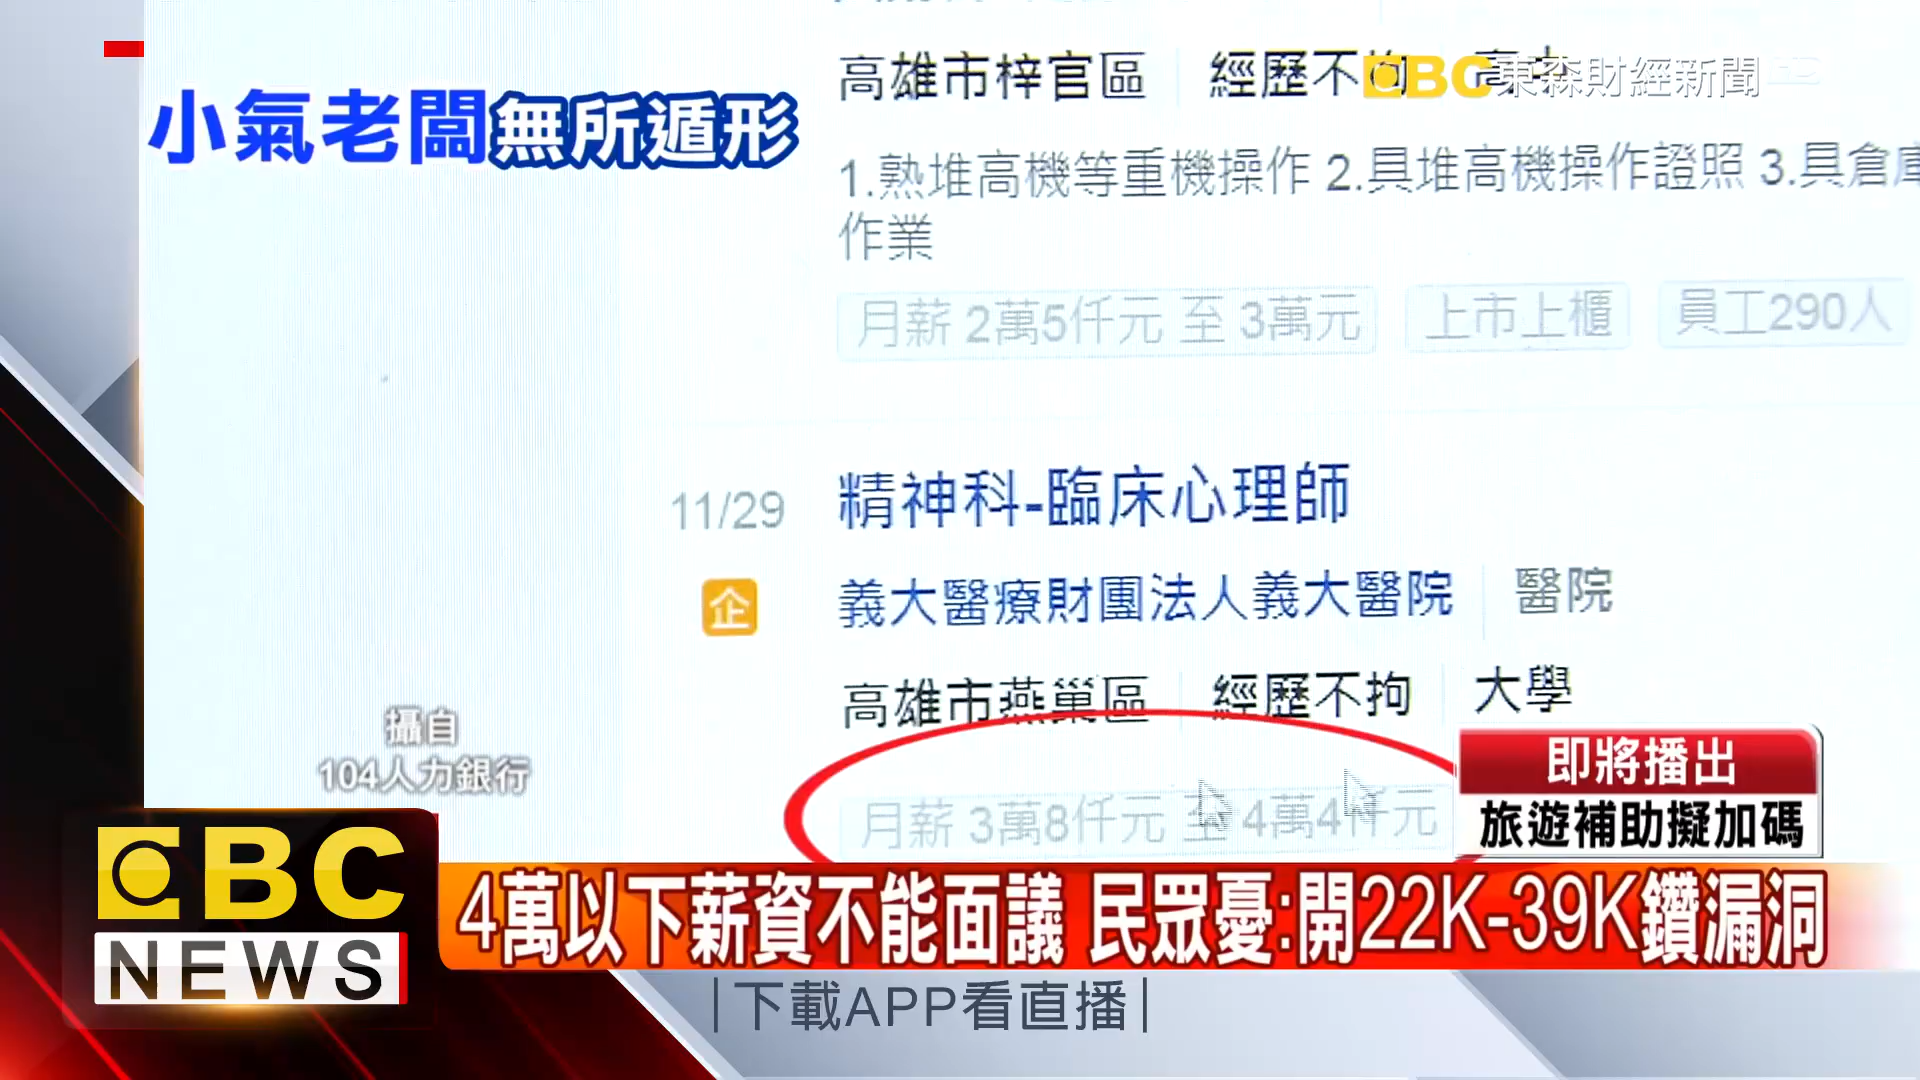 小氣老闆無所遁形
高雄市梓官區 經歷不拘 高中
EBC東森財經新聞
1.熟堆高機等重機操作 2.具堆高機操作證照 3.具倉庫
作業
月薪 2萬5仟元 至 3萬元 上市上櫃 員工290人
11/29 精神科-臨床心理師
企 義大醫療財團法人義大醫院 醫院
高雄市燕巢區 經歷不拘 大學
月薪 3萬8仟元 至 4萬4仟元
攝自
104人力銀行
即將播出
旅遊補助擬加碼
EBC
NEWS
4萬以下薪資不能面議 民眾憂:開22K-39K鑽漏洞
|下載APP看直播|